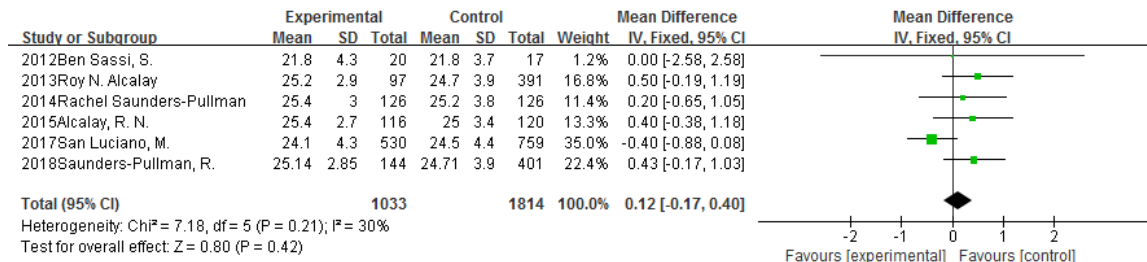 Experimental Control Mean Difference Mean Difference
Study or Subgroup Mean SD Total Mean SD Total Weight IV, Fixed, 95% CI IV, Fixed, 95% CI
2012Ben Sassi, S. 21.8 4.3 20 21.8 3.7 17 1.2% 0.00 [-2.58, 2.58]
2013Roy N. Alcalay 25.2 2.9 97 24.7 3.9 391 16.8% 0.50 [-0.19, 1.19]
2014Rachel Saunders-Pullman 25.4 3 126 25.2 3.8 126 11.4% 0.20 [-0.65, 1.05]
2015Alcalay, R. N. 25.4 2.7 116 25 3.4 120 13.3% 0.40 [-0.38, 1.18]
2017San Luciano, M. 24.1 4.3 530 24.5 4.4 759 35.0% -0.40 [-0.88, 0.08]
2018Saunders-Pullman, R. 25.14 2.85 144 24.71 3.9 401 22.4% 0.43 [-0.17, 1.03]
Total (95% CI) 1033 1814 100.0% 0.12 [-0.17, 0.40]
Heterogeneity: Chi² = 7.18, df = 5 (P = 0.21); I² = 30%
Test for overall effect: Z = 0.80 (P = 0.42)
-2 -1 0 1 2
Favours [experimental] Favours [control]